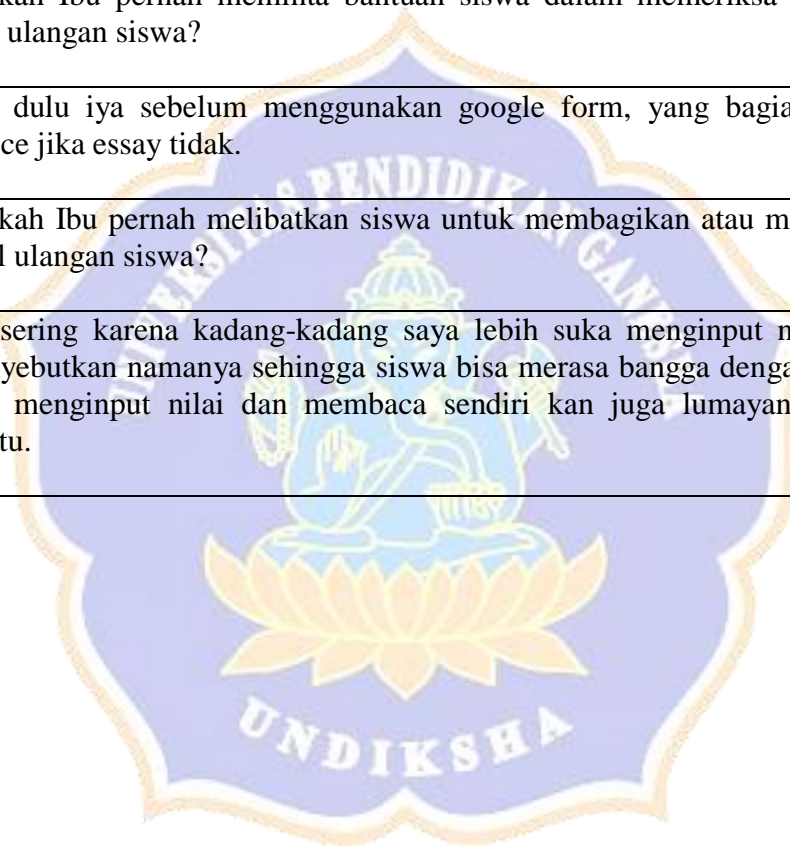 kah Ibu pernah meminta bantuan siswa dalam memeriksa
ulangan siswa?
dulu iya sebelum menggunakan google form, yang bagia
ce jika essay tidak.
kah Ibu pernah melibatkan siswa untuk membagikan atau m
l ulangan siswa?
sering karena kadang-kadang saya lebih suka menginput n
yebutkan namanya sehingga siswa bisa merasa bangga denga
menginput nilai dan membaca sendiri kan juga lumayan
tu.
UNIVERSITAS PENDIDIKAN GANESHA
UNDIKSHA